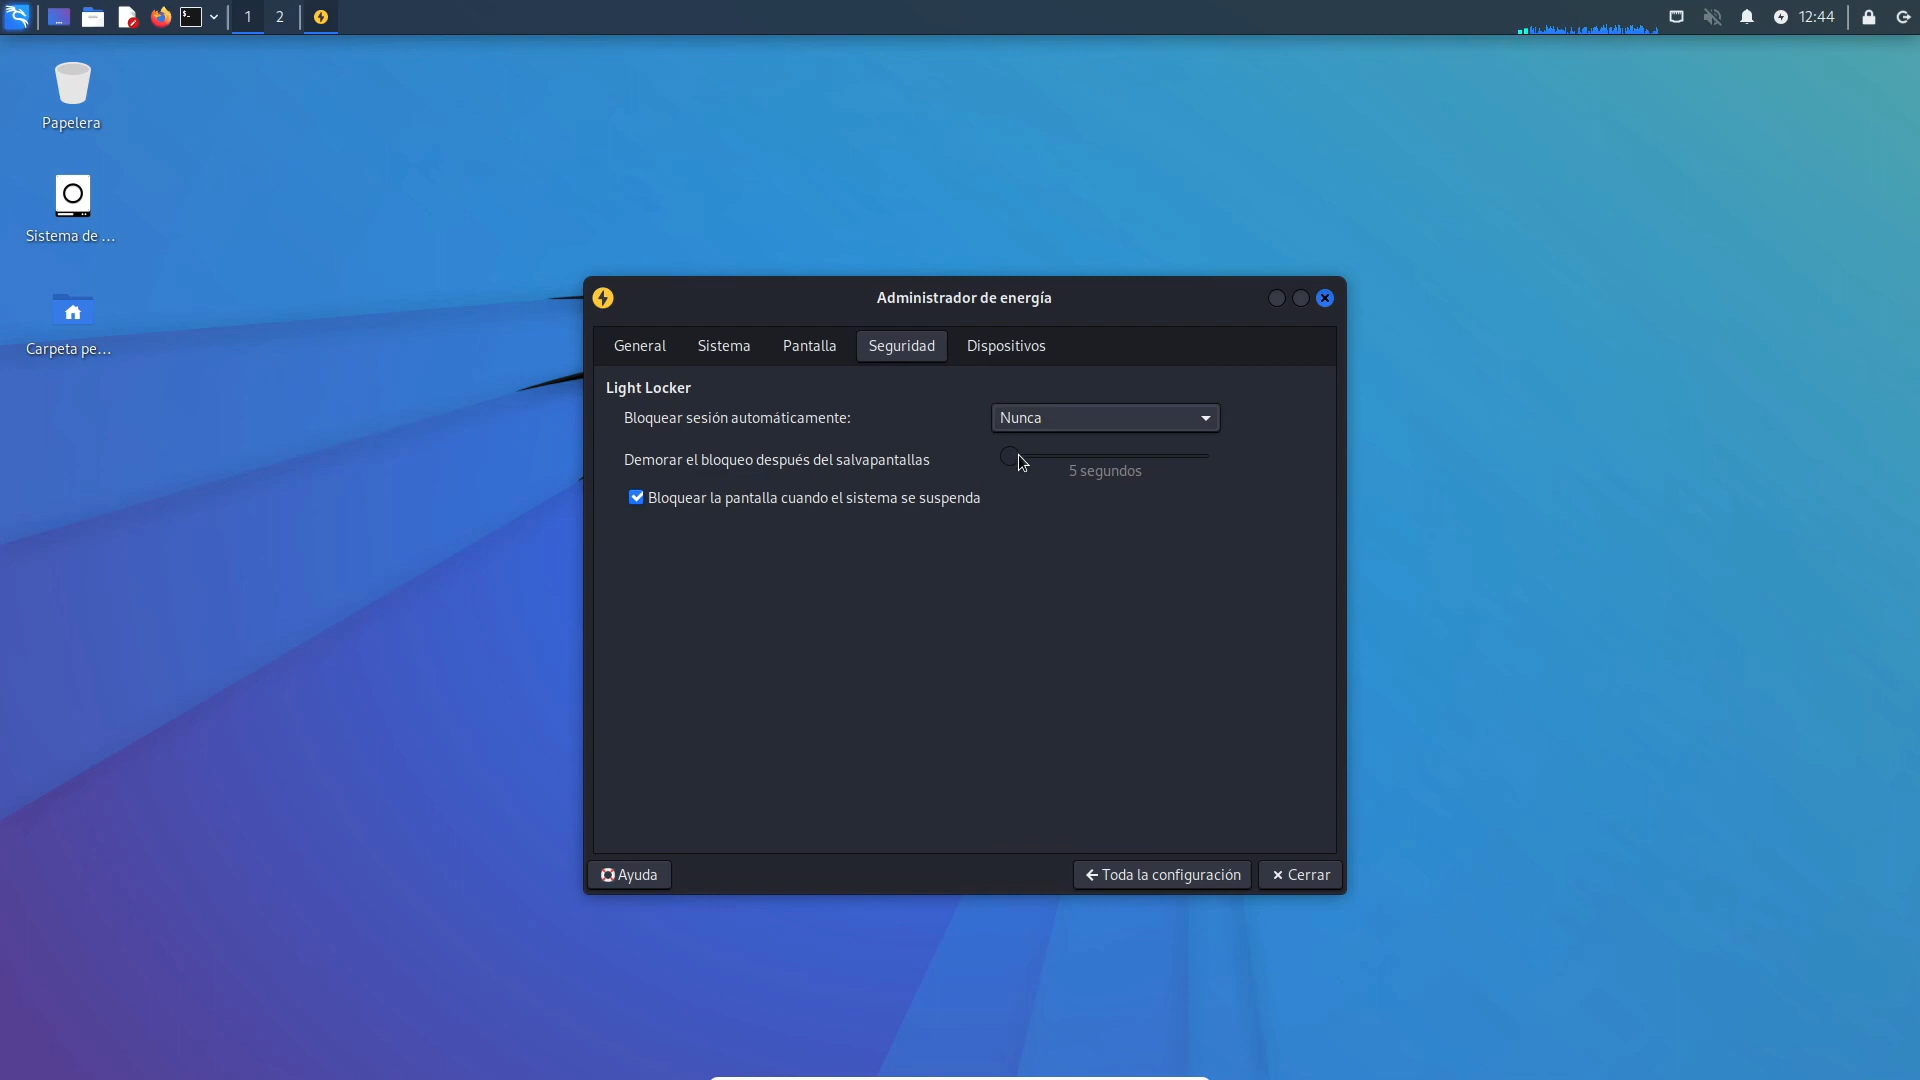 1 2 12:44
Papelera
Sistema de ...
Carpeta pe...
Administrador de energía
General Sistema Pantalla Seguridad Dispositivos
Light Locker
Bloquear sesión automáticamente: Nunca
Demorar el bloqueo después del salvapantallas
5 segundos
Bloquear la pantalla cuando el sistema se suspenda
Ayuda Toda la configuración Cerrar